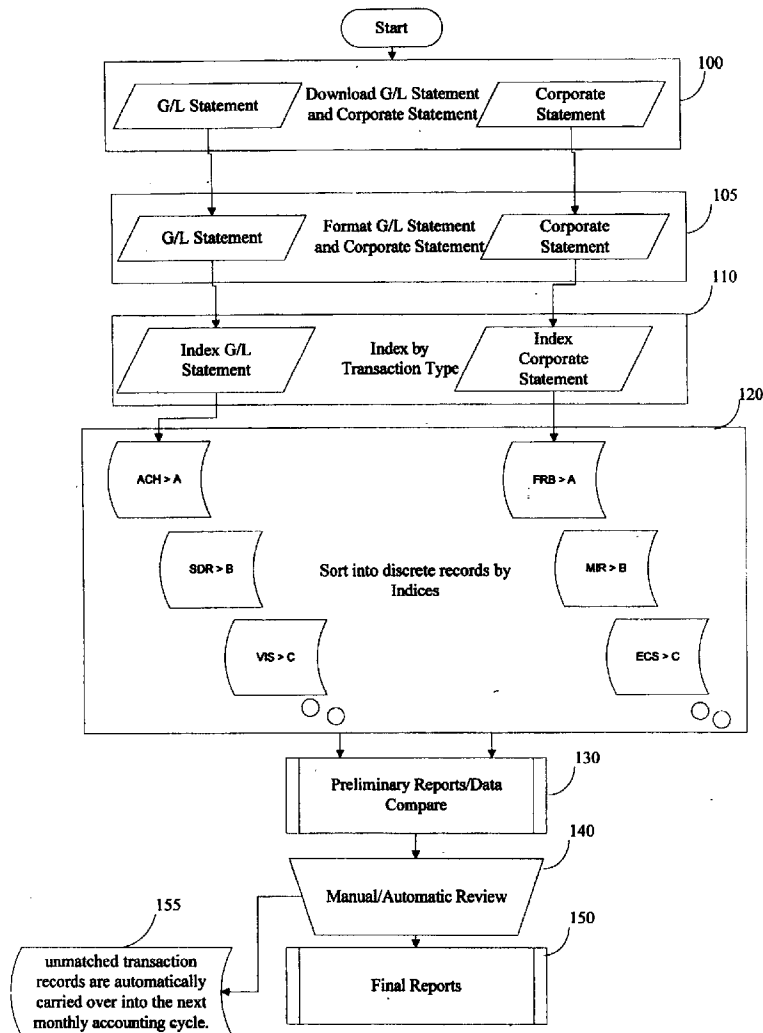 Start
100
G/L Statement
Download G/L Statement
and Corporate Statement
Corporate
Statement
105
G/L Statement
Format G/L Statement
and Corporate Statement
Corporate
Statement
110
Index G/L
Statement
Index by
Transaction Type
Index
Corporate
Statement
120
ACH > A
FRB > A
SDR > B
Sort into discrete records by
Indices
MIR > B
VIS > C
ECS > C
130
Preliminary Reports/Data
Compare
140
Manual/Automatic Review
155
150
unmatched transaction
records are automatically
carried over into the next
monthly accounting cycle.
Final Reports